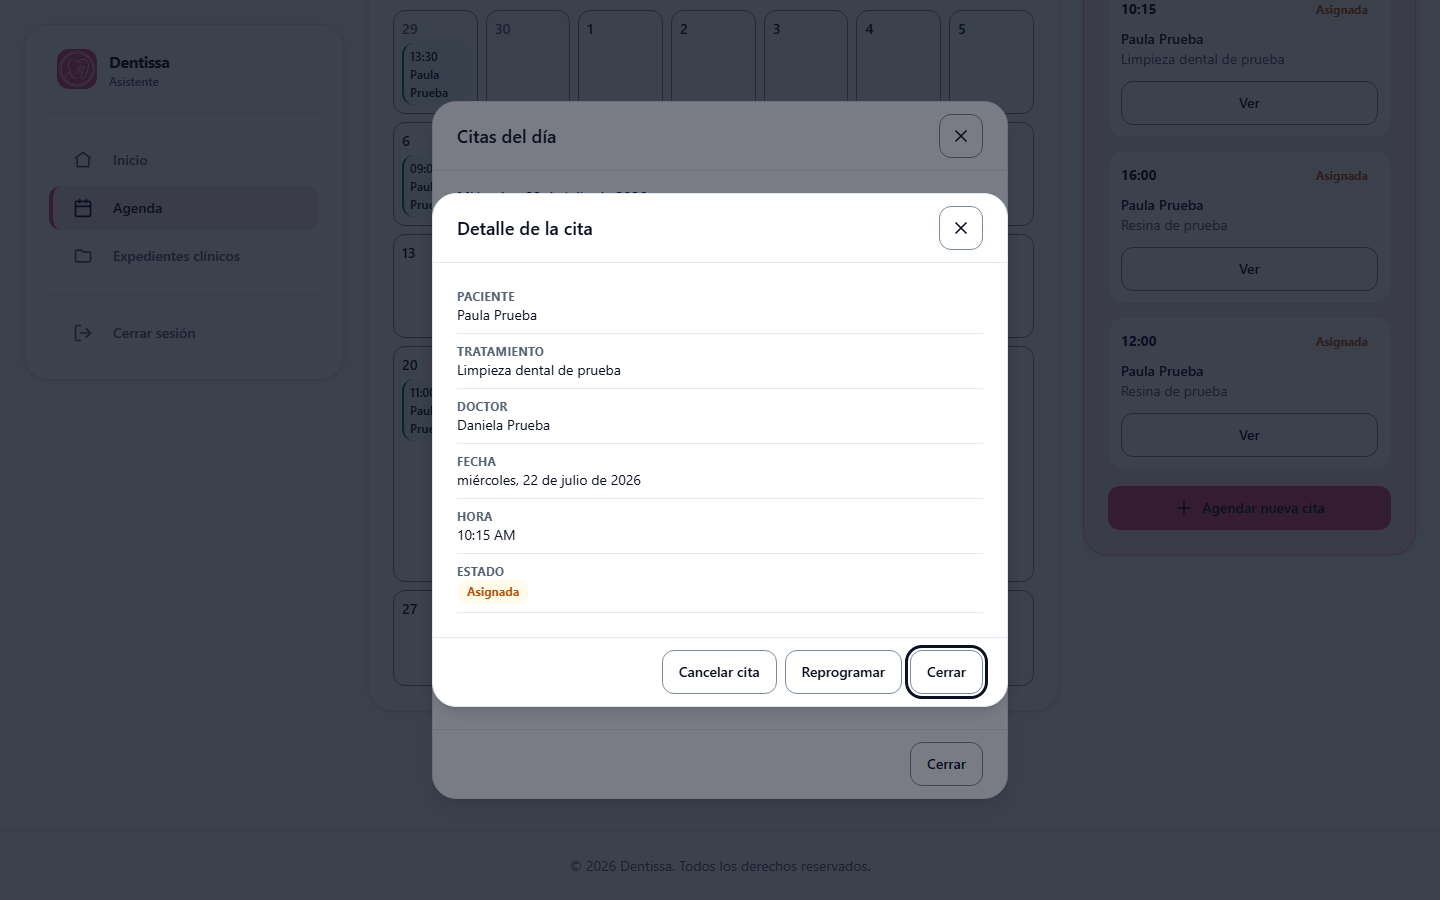 Dentissa
Asistente
Inicio
Agenda
Expedientes clínicos
Cerrar sesión
29 30 1 2 3 4 5
13:30
Paula
Prueba
6
13
20
27
Citas del día
Detalle de la cita
PACIENTE
Paula Prueba
TRATAMIENTO
Limpieza dental de prueba
DOCTOR
Daniela Prueba
FECHA
miércoles, 22 de julio de 2026
HORA
10:15 AM
ESTADO
Asignada
Cancelar cita Reprogramar Cerrar
Cerrar
10:15 Asignada
Paula Prueba
Limpieza dental de prueba
Ver
16:00 Asignada
Paula Prueba
Resina de prueba
Ver
12:00 Asignada
Paula Prueba
Resina de prueba
Ver
Agendar nueva cita
© 2026 Dentissa. Todos los derechos reservados.